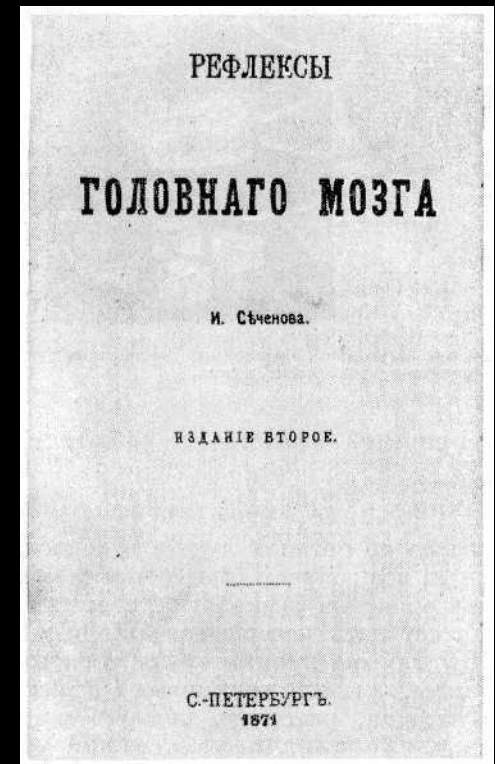 РЕФЛЕКСЫ
ГОЛОВНАГО МОЗГА
И. Сѣченова.
ИЗДАНІЕ ВТОРОЕ.
С.-ПЕТЕРБУРГЪ.
1871